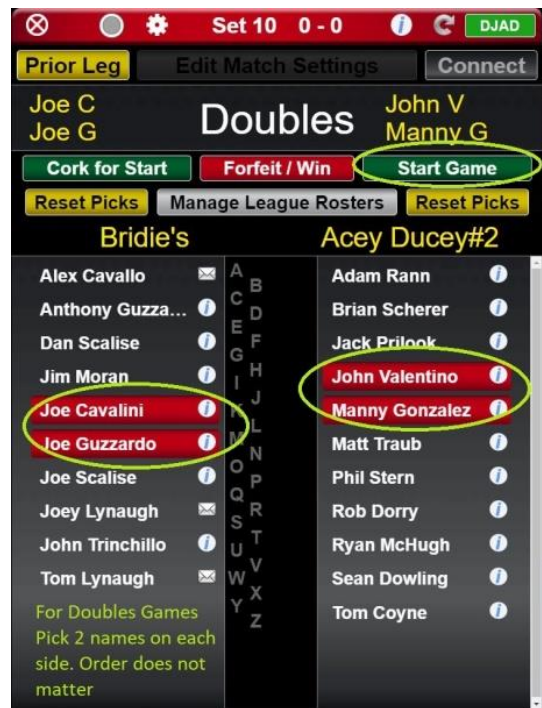 Set 10 0 - 0 i DJAD
Prior Leg Edit Match Settings Connect
Joe C
Joe G
Doubles
John V
Manny G
Cork for Start Forfeit / Win Start Game
Reset Picks Manage League Rosters Reset Picks
Bridie's Acey Ducey#2
Alex Cavallo
Anthony Guzza... i
Dan Scalise i
Jim Moran i
Joe Cavalini i
Joe Guzzardo i
Joe Scalise i
Joey Lynaugh
John Trinchillo i
Tom Lynaugh
For Doubles Games
Pick 2 names on each
side. Order does not
matter
A
B
C
D
E
F
G
H
I
J
K
L
M
N
O
P
Q
R
S
T
U
V
W
X
Y
Z
Adam Rann i
Brian Scherer i
Jack Prilook i
John Valentino i
Manny Gonzalez i
Matt Traub i
Phil Stern i
Rob Dorry i
Ryan McHugh i
Sean Dowling i
Tom Coyne i